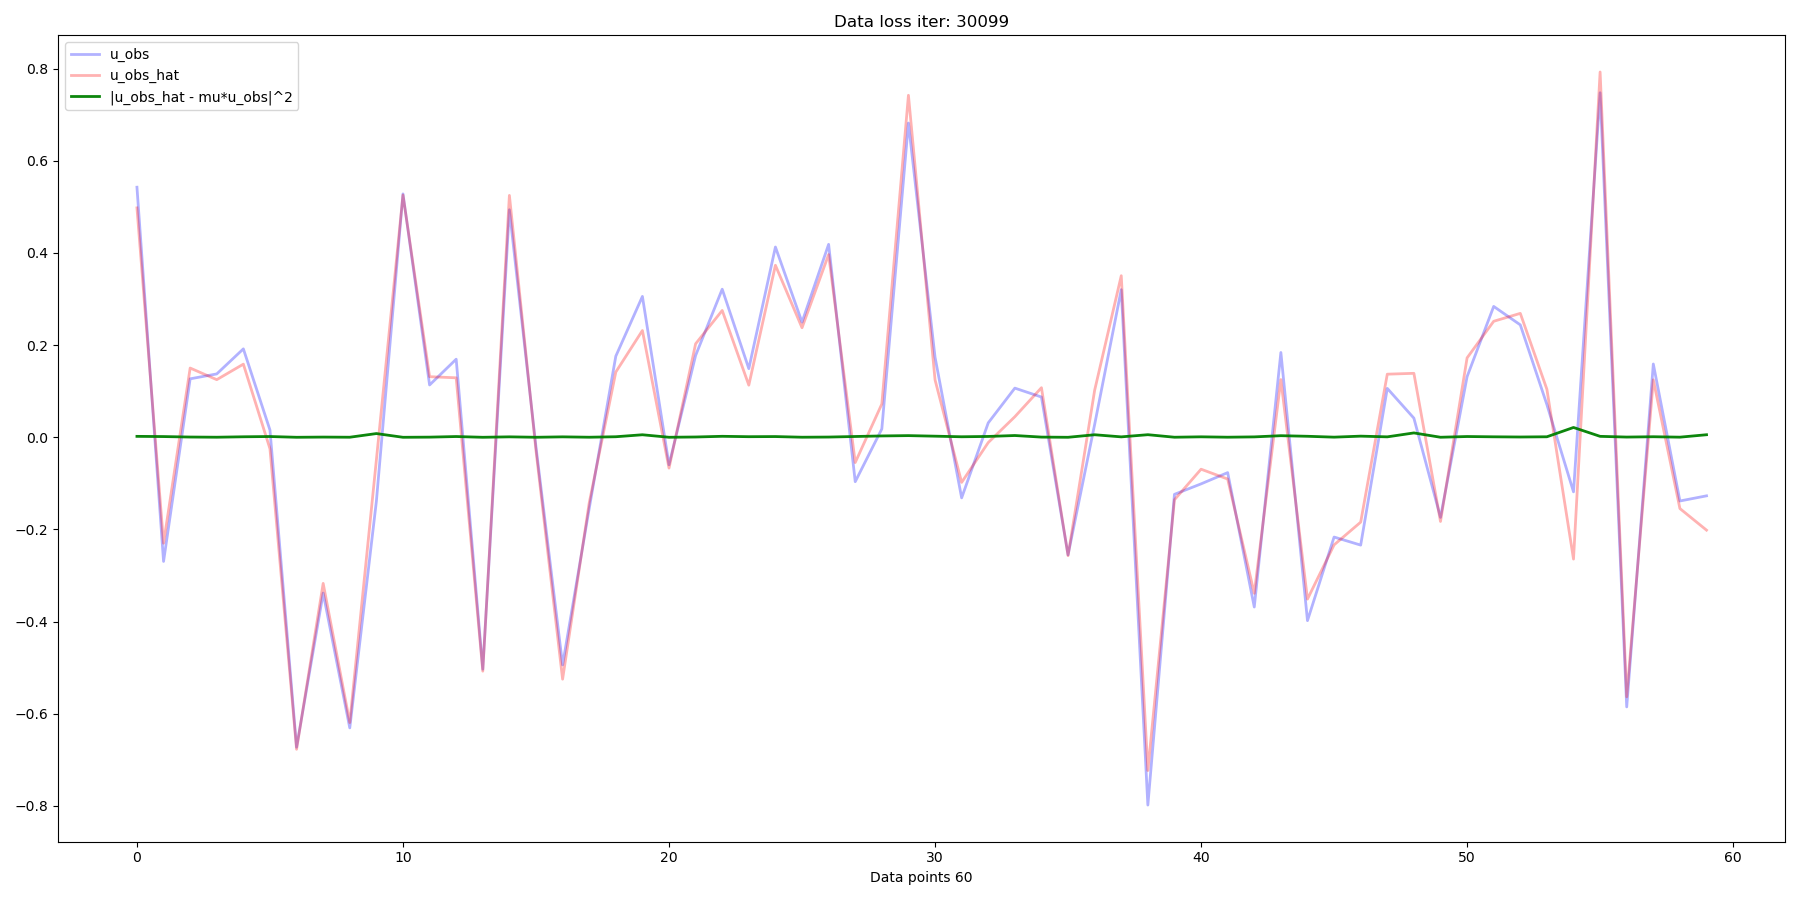 Data loss iter: 30099
u_obs
u_obs_hat
|u_obs_hat - mu*u_obs|^2
0.8
0.6
0.4
0.2
0.0
−0.2
−0.4
−0.6
−0.8
0 10 20 30 40 50 60
Data points 60